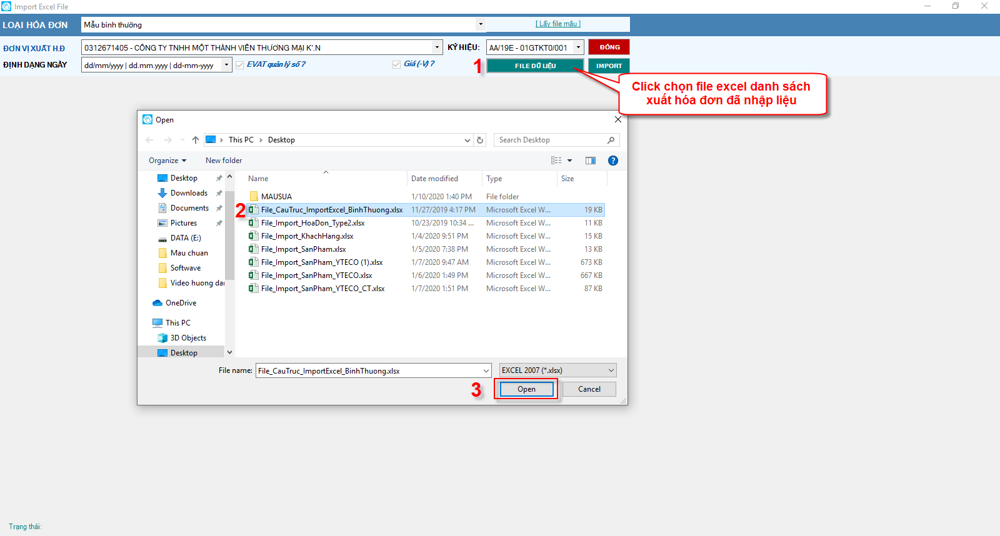 Import Excel File
LOẠI HÓA ĐƠN
Mẫu bình thường
[ Lấy file mẫu ]
ĐƠN VỊ XUẤT H.Đ
0312671405 - CÔNG TY TNHH MỘT THÀNH VIÊN THƯƠNG MẠI K'.N
KÝ HIỆU:
AA/19E - 01GTKT0/001
ĐÓNG
ĐỊNH DẠNG NGÀY
dd/mm/yyyy | dd.mm.yyyy | dd-mm-yyyy
EVAT quản lý số ?
Giá (-V) ?
1
FILE DỮ LIỆU
IMPORT
Click chọn file excel danh sách
xuất hóa đơn đã nhập liệu
Open
This PC
Desktop
Search Desktop
Organize
New folder
Desktop
Downloads
Documents
Pictures
DATA (E:)
Mau chuan
Softwave
Video huong dar
OneDrive
This PC
3D Objects
Desktop
Name Date modified Type Size
MAUSUA 1/10/2020 1:40 PM File folder
2 File_CauTruc_ImportExcel_BinhThuong.xlsx 11/27/2019 4:17 PM Microsoft Excel W... 19 KB
File_Import_HoaDon_Type2.xlsx 10/23/2019 10:34 ... Microsoft Excel W... 11 KB
File_Import_KhachHang.xlsx 1/4/2020 9:51 PM Microsoft Excel W... 15 KB
File_Import_SanPham.xlsx 1/5/2020 7:38 PM Microsoft Excel W... 13 KB
File_Import_SanPham_YTECO (1).xlsx 1/7/2020 9:47 AM Microsoft Excel W... 673 KB
File_Import_SanPham_YTECO.xlsx 1/6/2020 1:49 PM Microsoft Excel W... 667 KB
File_Import_SanPham_YTECO_CT.xlsx 1/7/2020 1:51 PM Microsoft Excel W... 87 KB
File name:
File_CauTruc_ImportExcel_BinhThuong.xlsx
EXCEL 2007 (*.xlsx)
3
Open
Cancel
Trạng thái: